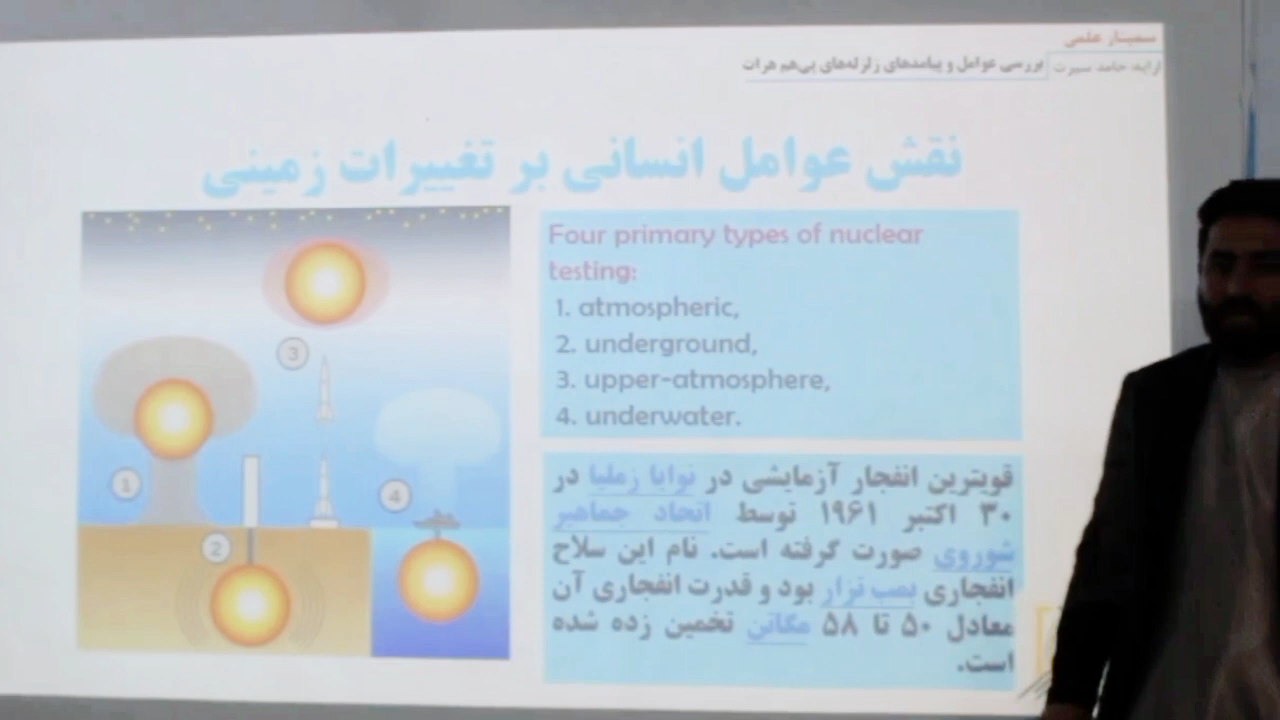 سمینار علمی
ارایه: حامد سیرت
بررسی عوامل و پیامدهای زلزله‌های پی‌هم هرات
نقش عوامل انسانی بر تغییرات زمینی
Four primary types of nuclear
testing:
1. atmospheric,
2. underground,
3. upper-atmosphere,
4. underwater.
قویترین انفجار آزمایشی در نوایا زملیا در
۳۰ اکتبر ۱۹۶۱ توسط اتحاد جماهیر
شوروی صورت گرفته است. نام این سلاح
انفجاری بمب تزار بود و قدرت انفجاری آن
معادل ۵۰ تا ۵۸ مگاتن تخمین زده شده
است.
3
1
4
2